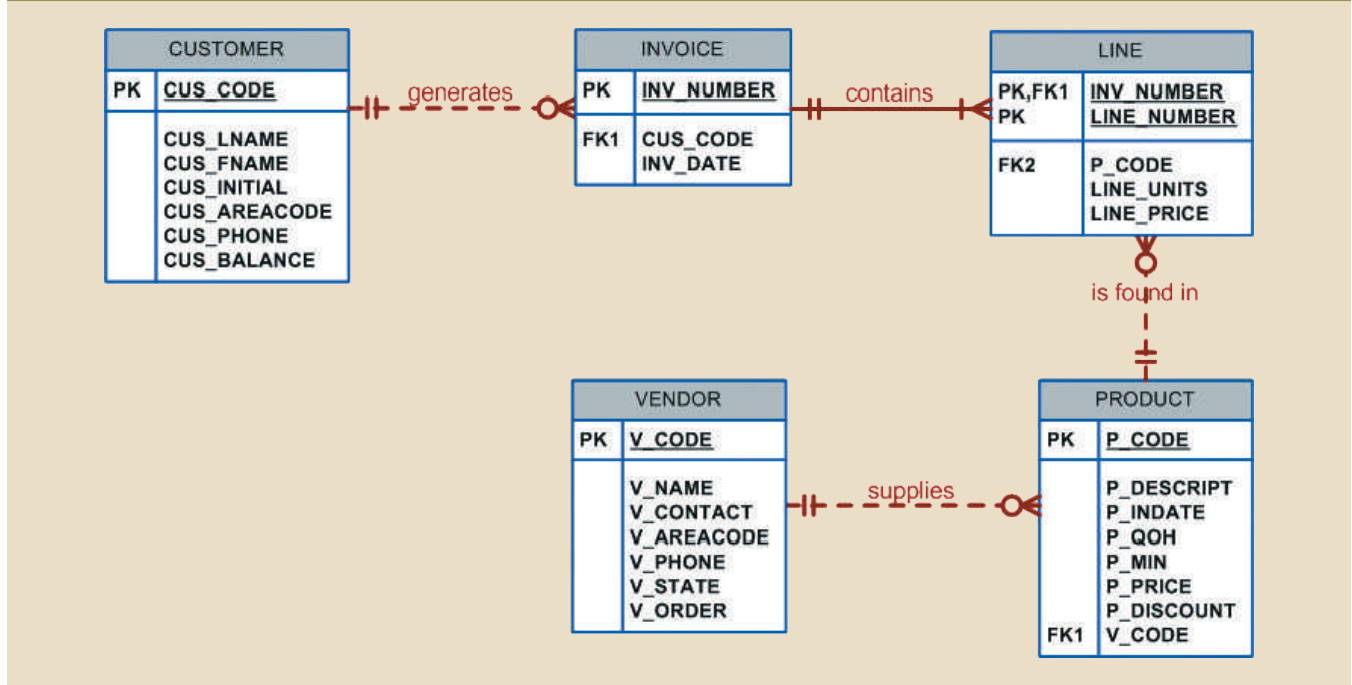 CUSTOMER
PK CUS_CODE
CUS_LNAME
CUS_FNAME
CUS_INITIAL
CUS_AREACODE
CUS_PHONE
CUS_BALANCE
generates
INVOICE
PK INV_NUMBER
FK1 CUS_CODE
INV_DATE
contains
LINE
PK,FK1 INV_NUMBER
PK LINE_NUMBER
FK2 P_CODE
LINE_UNITS
LINE_PRICE
is found in
VENDOR
PK V_CODE
V_NAME
V_CONTACT
V_AREACODE
V_PHONE
V_STATE
V_ORDER
supplies
PRODUCT
PK P_CODE
P_DESCRIPT
P_INDATE
P_QOH
P_MIN
P_PRICE
P_DISCOUNT
FK1 V_CODE